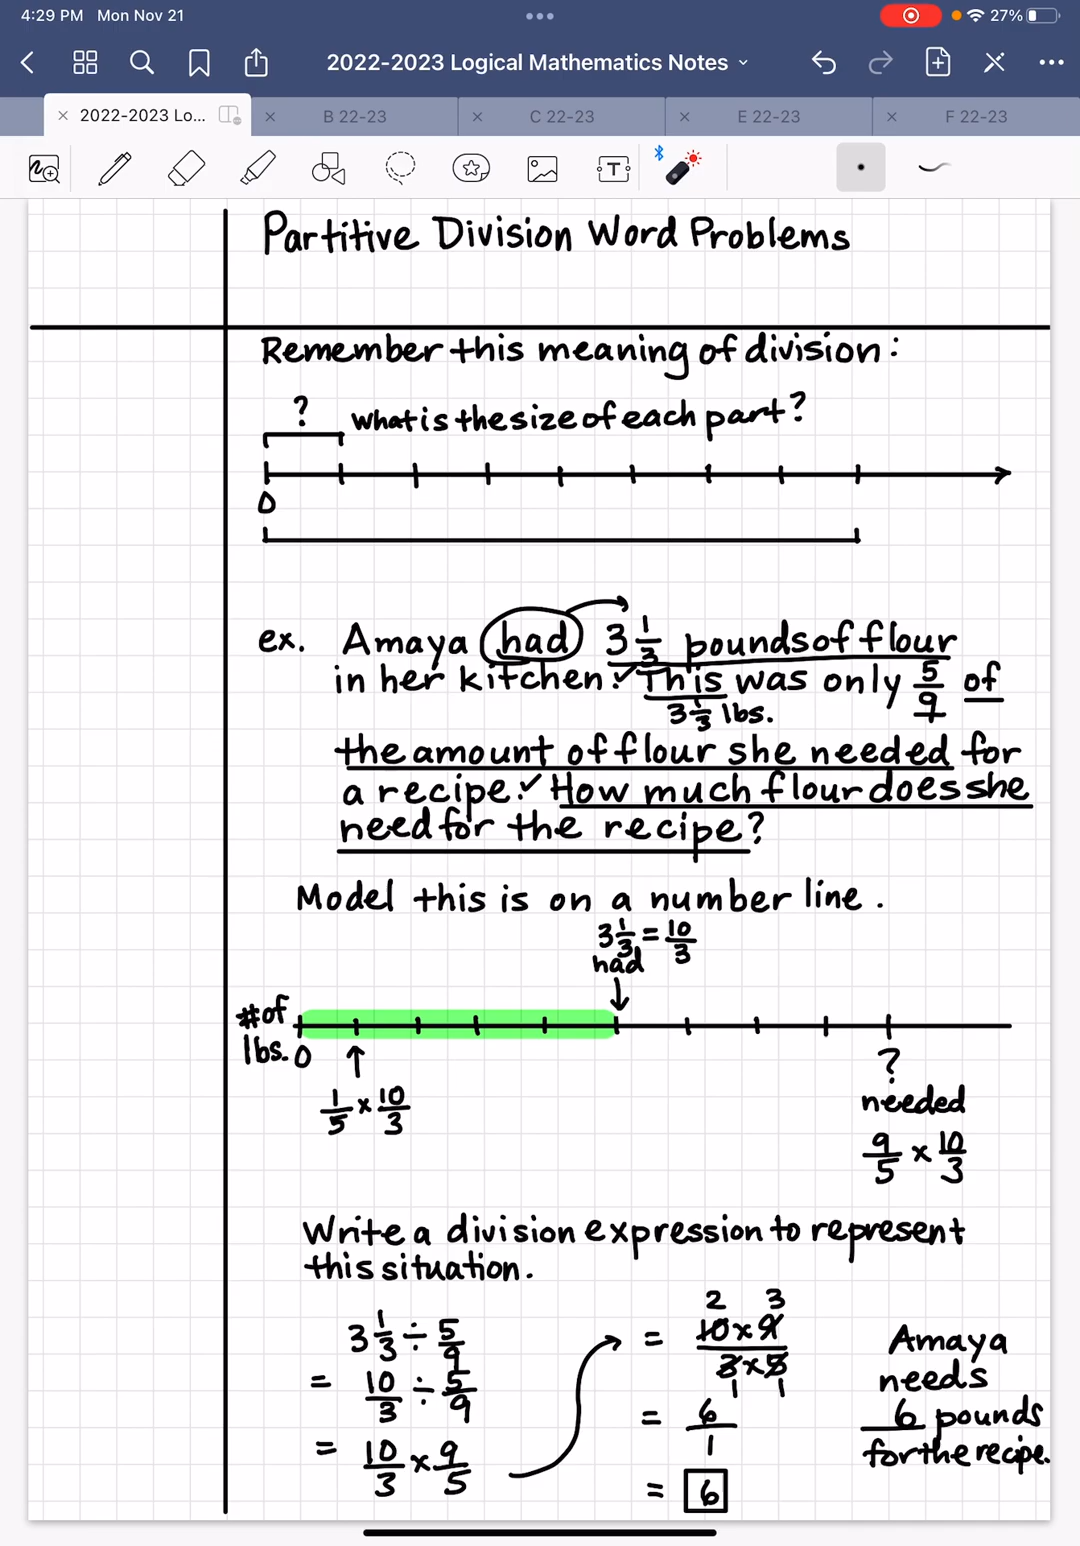 4:29 PM Mon Nov 21
27%
2022-2023 Logical Mathematics Notes
2022-2023 Lo...
B 22-23
C 22-23
E 22-23
F 22-23
T
Partitive Division Word Problems
Remember this meaning of division:
? What is the size of each part?
0
ex. Amaya had 3 1/3 pounds of flour
in her kitchen.✓ This was only 5/9 of
3 1/3 lbs.
the amount of flour she needed for
a recipe.✓ How much flour does she
need for the recipe?
Model this is on a number line.
3 1/3 = 10/3
had
# of
lbs. 0
?
1/5 × 10/3
needed
9/5 × 10/3
Write a division expression to represent
this situation.
3 1/3 ÷ 5/9
= 10/3 ÷ 5/9
= 10/3 × 9/5
2 3
= 10 × 9
3 × 5
1 1
= 6/1
= 6
Amaya
needs
6 pounds
for the recipe.